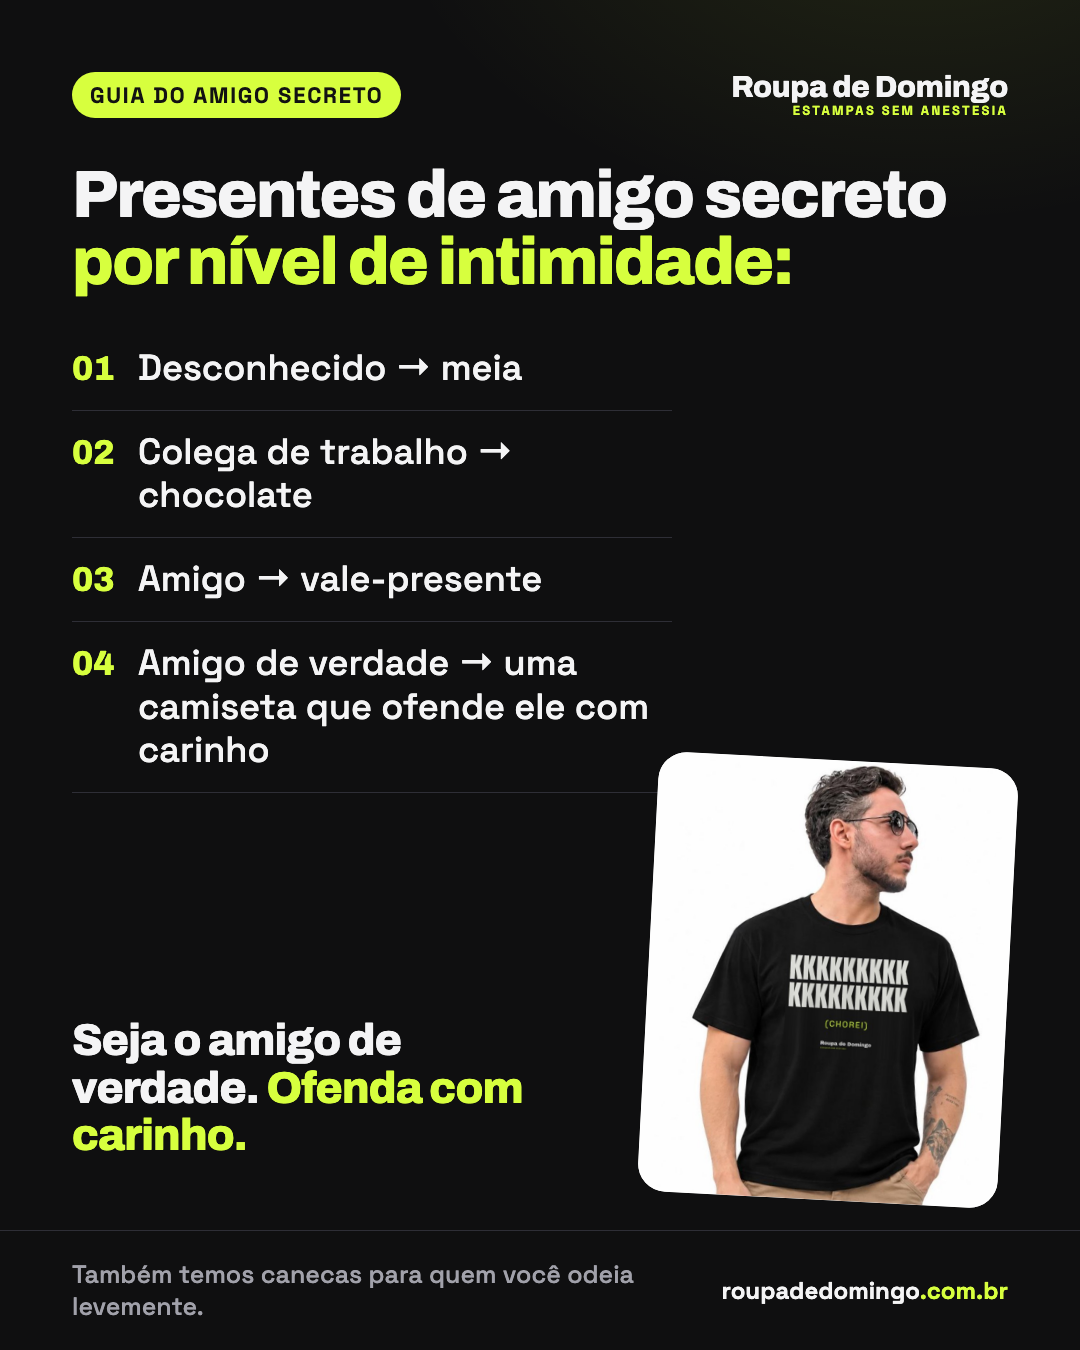 GUIA DO AMIGO SECRETO
Roupa de Domingo
ESTAMPAS SEM ANESTESIA
Presentes de amigo secreto
por nível de intimidade:
01 Desconhecido → meia
02 Colega de trabalho →
chocolate
03 Amigo → vale-presente
04 Amigo de verdade → uma
camiseta que ofende ele com
carinho
KKKKKKKKK
KKKKKKKKK
(CHOREI)
Roupa de Domingo
Seja o amigo de
verdade. Ofenda com
carinho.
Também temos canecas para quem você odeia
levemente.
roupadedomingo.com.br